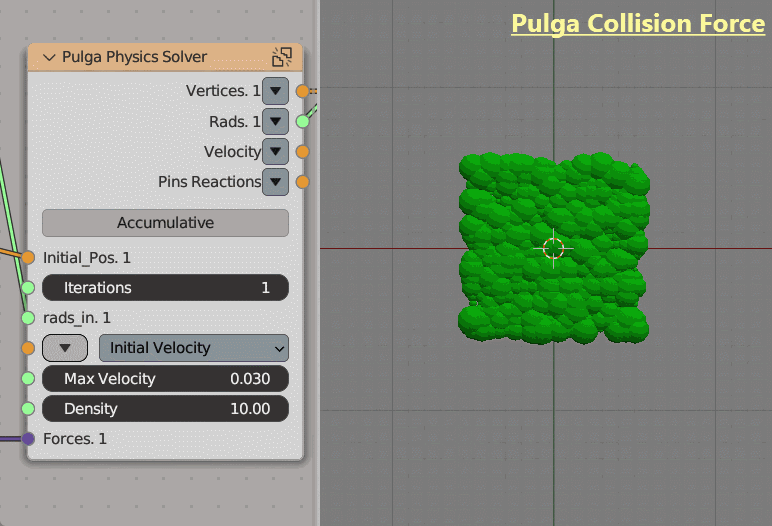 Pulga Collision Force
Pulga Physics Solver
Vertices. 1
Rads. 1
Velocity
Pins Reactions
Accumulative
Initial_Pos. 1
Iterations 1
rads_in. 1
Initial Velocity
Max Velocity 0.030
Density 10.00
Forces. 1